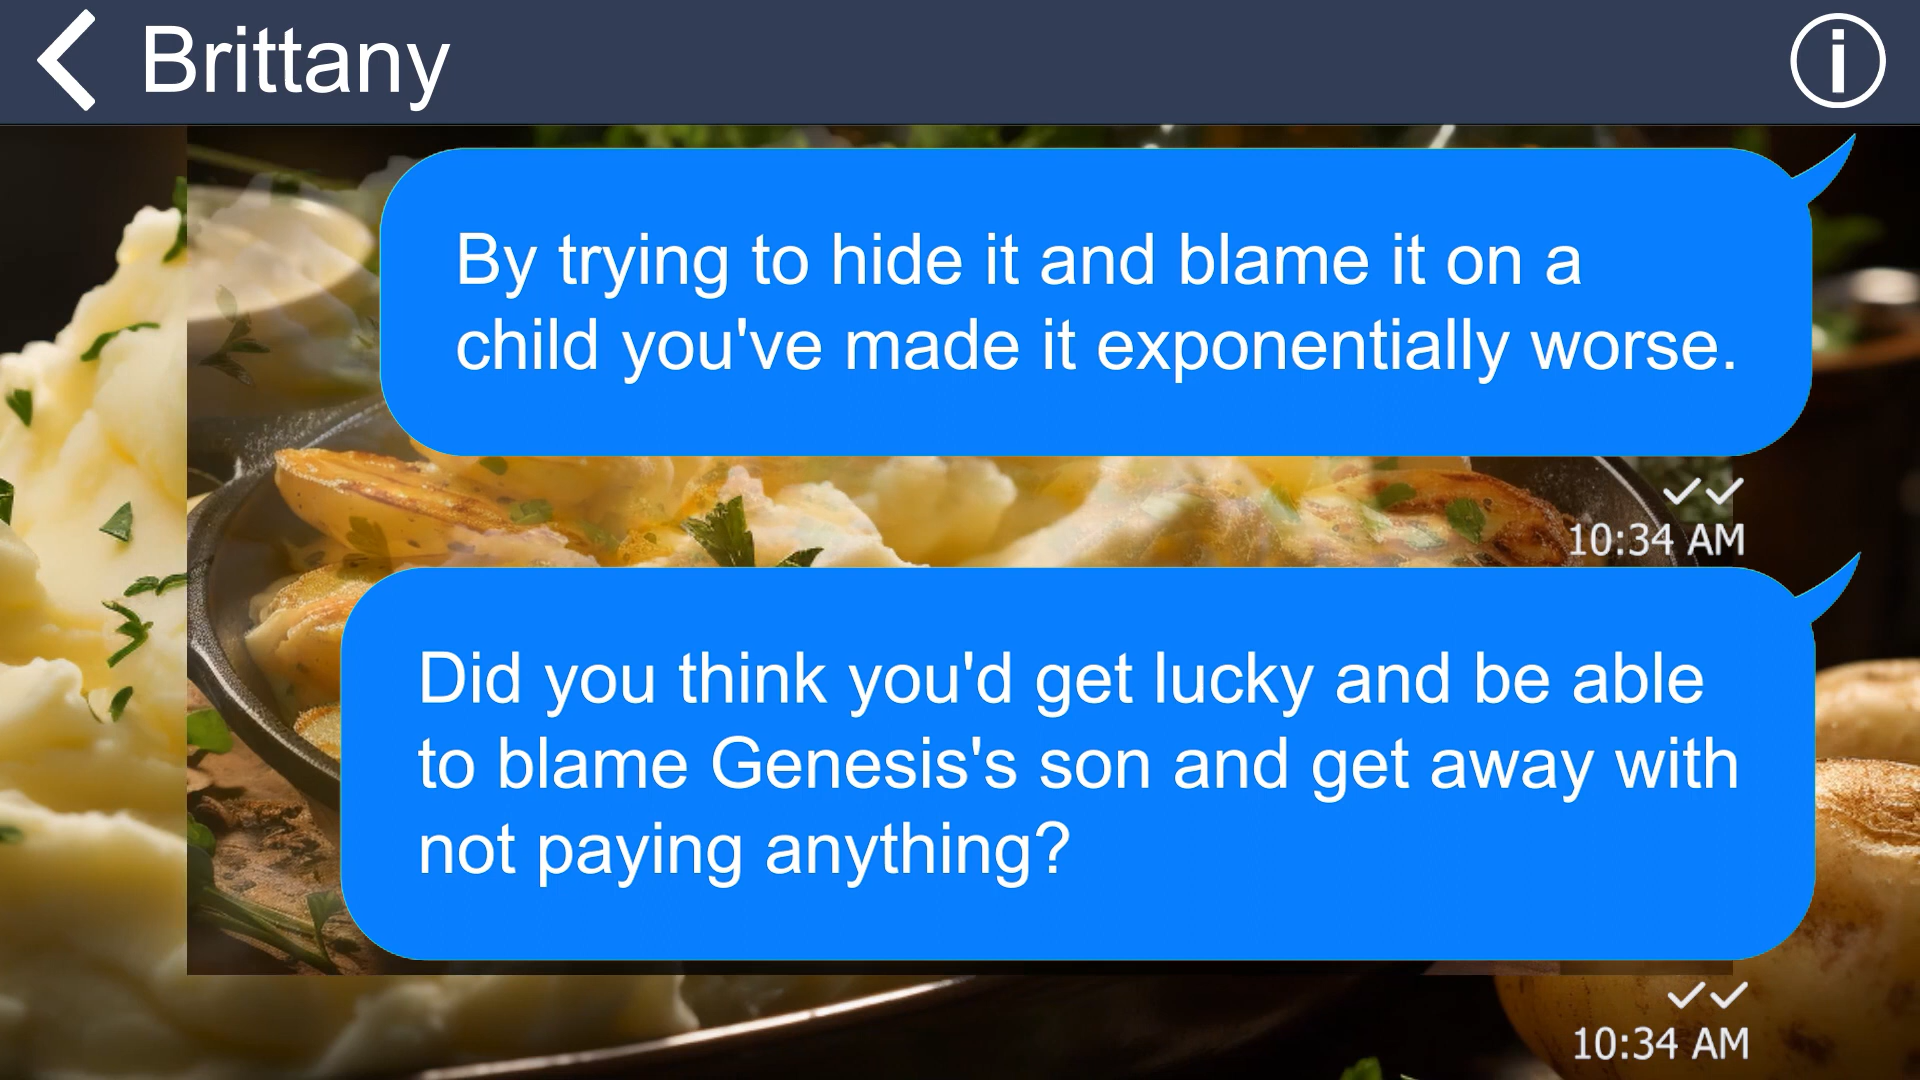 Brittany
By trying to hide it and blame it on a
child you've made it exponentially worse.
10:34 AM
Did you think you'd get lucky and be able
to blame Genesis's son and get away with
not paying anything?
10:34 AM